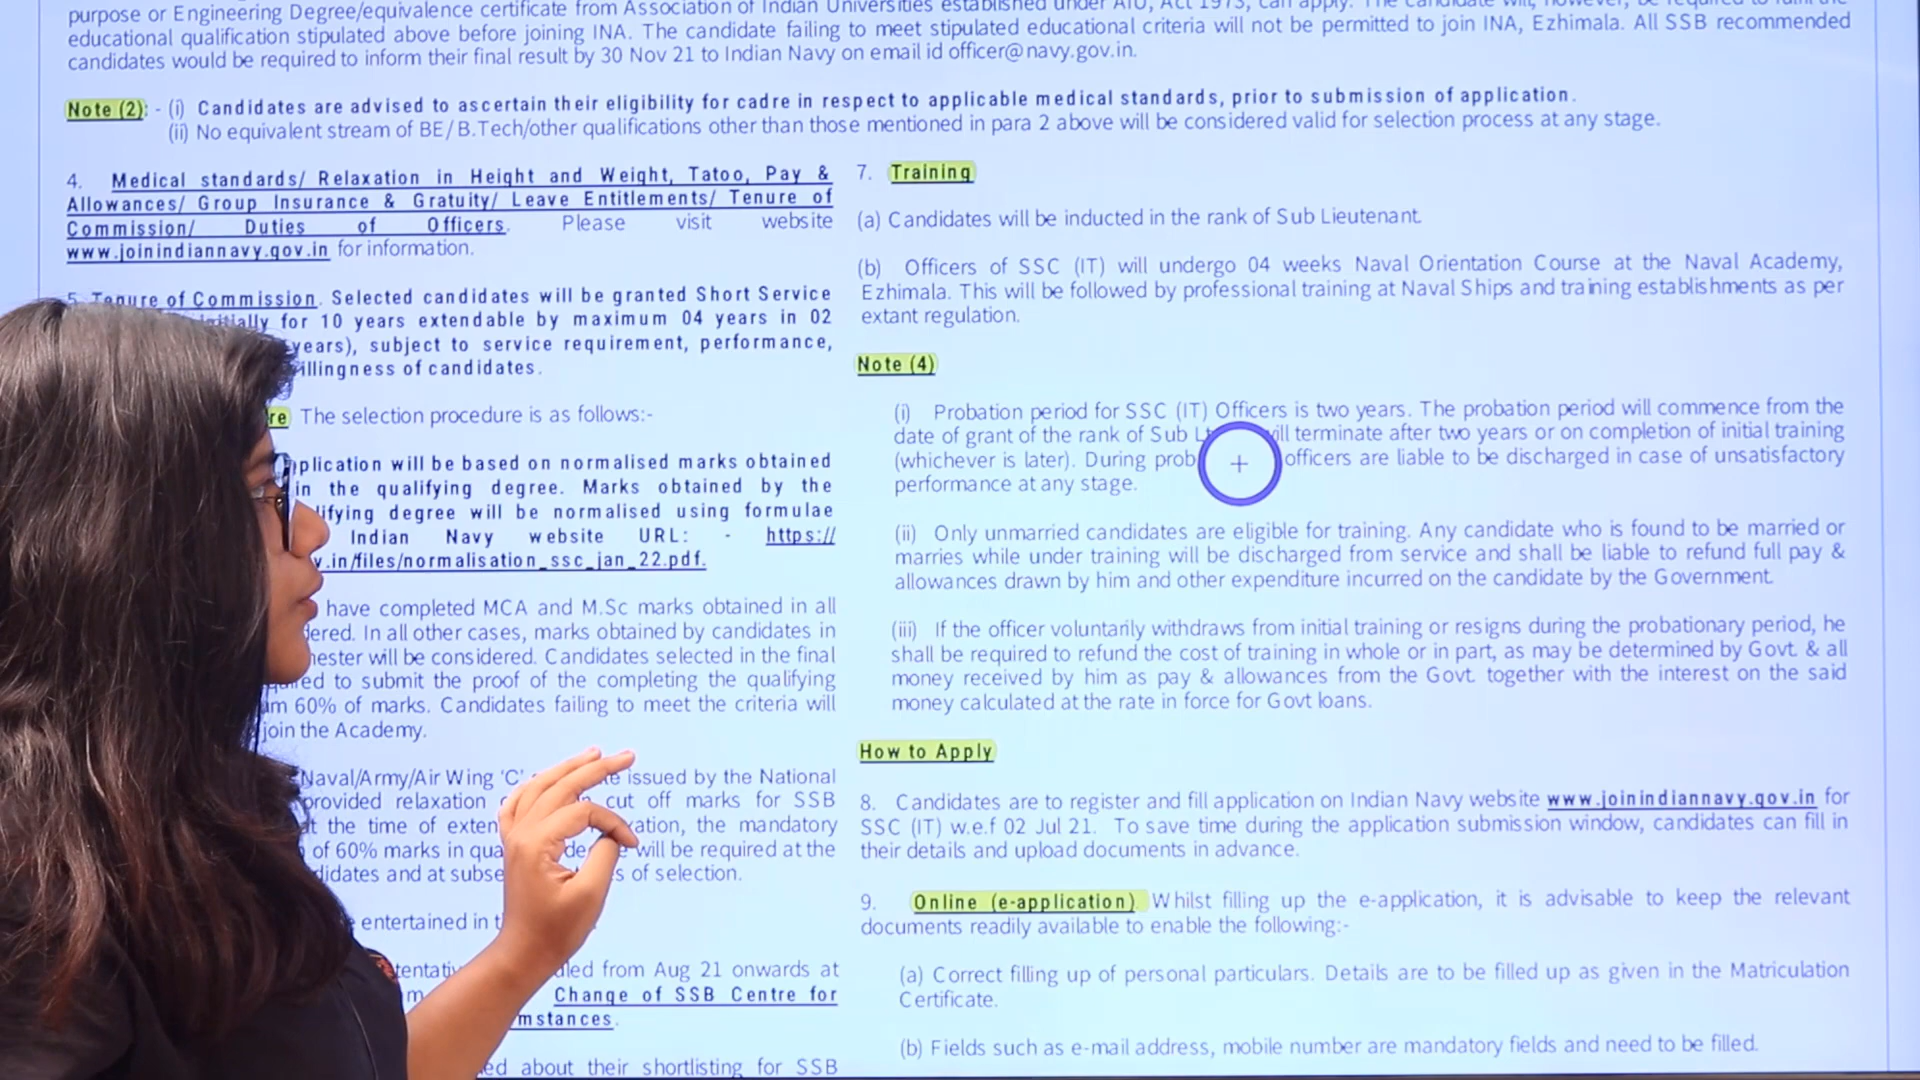 purpose or Engineering Degree/equivalence certificate from Association of Indian Universities established under AIU, Act 1973, can apply. The candidate will, however, be required to
educational qualification stipulated above before joining INA. The candidate failing to meet stipulated educational criteria will not be permitted to join INA, Ezhimala. All SSB recommended
candidates would be required to inform their final result by 30 Nov 21 to Indian Navy on email id officer@navy.gov.in.
Note (2): - (i) Candidates are advised to ascertain their eligibility for cadre in respect to applicable medical standards, prior to submission of application.
(ii) No equivalent stream of BE/B.Tech/other qualifications other than those mentioned in para 2 above will be considered valid for selection process at any stage.
4. Medical standards/ Relaxation in Height and Weight, Tatoo, Pay &
Allowances/ Group Insurance & Gratuity/ Leave Entitlements/ Tenure of
Commission/ Duties of Officers. Please visit website
www.joinindiannavy.gov.in for information.
5. Tenure of Commission. Selected candidates will be granted Short Service
for 10 years extendable by maximum 04 years in 02
years), subject to service requirement, performance,
of candidates.
The selection procedure is as follows:-
will be based on normalised marks obtained
in the qualifying degree. Marks obtained by the
degree will be normalised using formulae
Indian Navy website URL: - https://
.in/files/normalisation_ssc_jan_22.pdf.
have completed MCA and M.Sc marks obtained in all
In all other cases, marks obtained by candidates in
will be considered. Candidates selected in the final
to submit the proof of the completing the qualifying
60% of marks. Candidates failing to meet the criteria will
join the Academy.
Naval/Army/Air Wing 'C' issued by the National
provided relaxation cut off marks for SSB
the time of the mandatory
of 60% marks in will be required at the
and at of selection.
entertained in
from Aug 21 onwards at
Change of SSB Centre for
about their shortlisting for SSB
7. Training
(a) Candidates will be inducted in the rank of Sub Lieutenant.
(b) Officers of SSC (IT) will undergo 04 weeks Naval Orientation Course at the Naval Academy,
Ezhimala. This will be followed by professional training at Naval Ships and training establishments as per
extant regulation.
Note (4)
(i) Probation period for SSC (IT) Officers is two years. The probation period will commence from the
date of grant of the rank of Sub will terminate after two years or on completion of initial training
(whichever is later). During officers are liable to be discharged in case of unsatisfactory
performance at any stage.
(ii) Only unmarried candidates are eligible for training. Any candidate who is found to be married or
marries while under training will be discharged from service and shall be liable to refund full pay &
allowances drawn by him and other expenditure incurred on the candidate by the Government.
(iii) If the officer voluntarily withdraws from initial training or resigns during the probationary period, he
shall be required to refund the cost of training in whole or in part, as may be determined by Govt. & all
money received by him as pay & allowances from the Govt. together with the interest on the said
money calculated at the rate in force for Govt loans.
How to Apply
8. Candidates are to register and fill application on Indian Navy website www.joinindiannavy.gov.in for
SSC (IT) w.e.f 02 Jul 21. To save time during the application submission window, candidates can fill in
their details and upload documents in advance.
9. Online (e-application) Whilst filling up the e-application, it is advisable to keep the relevant
documents readily available to enable the following:-
(a) Correct filling up of personal particulars. Details are to be filled up as given in the Matriculation
Certificate.
(b) Fields such as e-mail address, mobile number are mandatory fields and need to be filled.